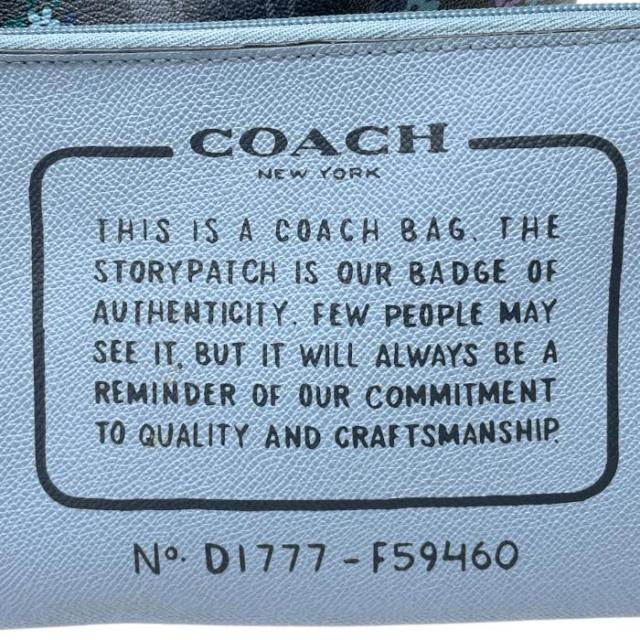 COACH
NEW YORK
THIS IS A COACH BAG. THE
STORYPATCH IS OUR BADGE OF
AUTHENTICITY. FEW PEOPLE MAY
SEE IT, BUT IT WILL ALWAYS BE A
REMINDER OF OUR COMMITMENT
TO QUALITY AND CRAFTSMANSHIP.
No. D1777-F59460